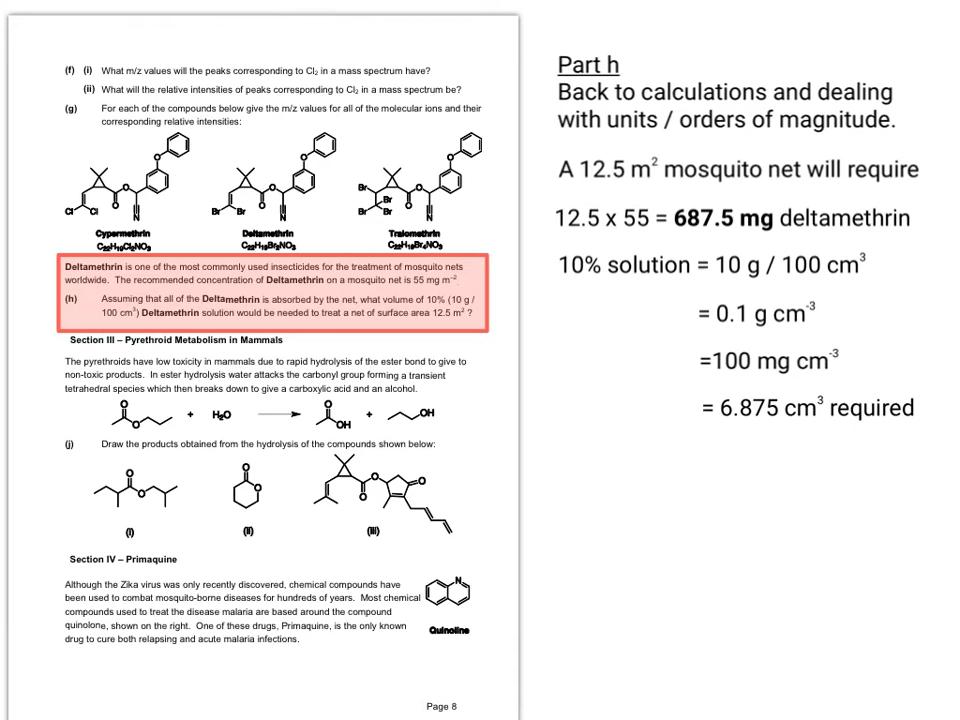 (f) (i) What m/z values will the peaks corresponding to Cl₂ in a mass spectrum have?
(ii) What will the relative intensities of peaks corresponding to Cl₂ in a mass spectrum be?
(g) For each of the compounds below give the m/z values for all of the molecular ions and their
corresponding relative intensities:
O O O
O O Br O
O O Br Br O
Cl Cl N Br Br N Br N
Cypermethrin Deltamethrin Tralomethrin
C₂₂H₁₉Cl₂NO₃ C₂₂H₁₉Br₂NO₃ C₂₂H₁₉Br₄NO₃
Deltamethrin is one of the most commonly used insecticides for the treatment of mosquito nets
worldwide. The recommended concentration of Deltamethrin on a mosquito net is 55 mg m⁻².
(h) Assuming that all of the Deltamethrin is absorbed by the net, what volume of 10% (10 g /
100 cm³) Deltamethrin solution would be needed to treat a net of surface area 12.5 m² ?
Section III – Pyrethroid Metabolism in Mammals
The pyrethroids have low toxicity in mammals due to rapid hydrolysis of the ester bond to give to
non-toxic products. In ester hydrolysis water attacks the carbonyl group forming a transient
tetrahedral species which then breaks down to give a carboxylic acid and an alcohol.
O O + H₂O O OH + OH
(j) Draw the products obtained from the hydrolysis of the compounds shown below:
O O O O O O O
(i) (ii) (iii)
Section IV – Primaquine
Although the Zika virus was only recently discovered, chemical compounds have
been used to combat mosquito-borne diseases for hundreds of years. Most chemical
compounds used to treat the disease malaria are based around the compound
quinolone, shown on the right. One of these drugs, Primaquine, is the only known
drug to cure both relapsing and acute malaria infections.
N
Quinoline
Page 8
Part h
Back to calculations and dealing
with units / orders of magnitude.
A 12.5 m² mosquito net will require
12.5 x 55 = 687.5 mg deltamethrin
10% solution = 10 g / 100 cm³
= 0.1 g cm⁻³
=100 mg cm⁻³
= 6.875 cm³ required